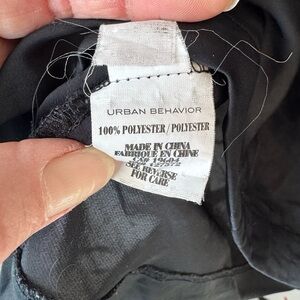 URBAN BEHAVIOR
100% POLYESTER / POLYESTER
MADE IN CHINA
FABRIQUE EN CHINE
SEE REVERSE
FOR CARE